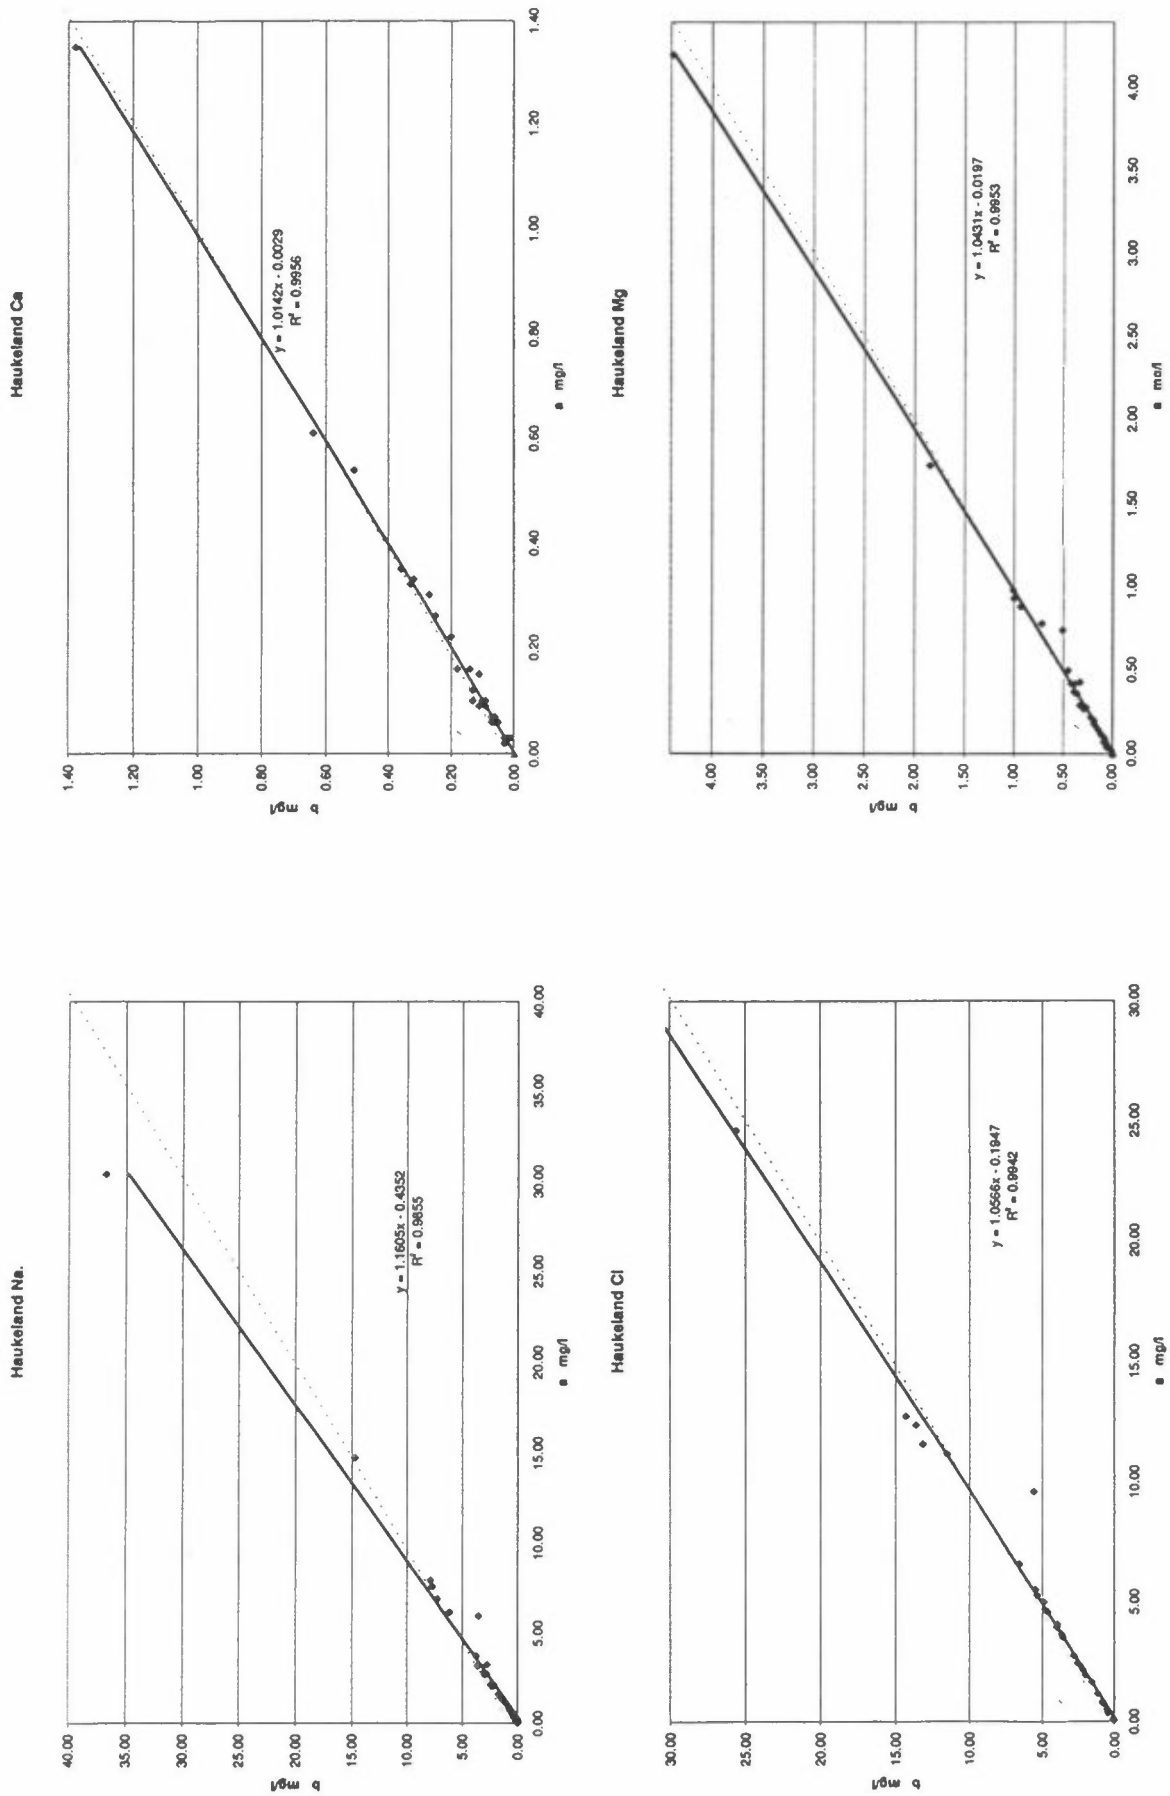 Haukeland Na.
40.00
35.00
30.00
25.00
20.00
15.00
10.00
5.00
0.00
b mg/l
y = 1.1605x - 0.4352
R² = 0.9855
0.00 5.00 10.00 15.00 20.00 25.00 30.00 35.00 40.00
a mg/l
Haukeland Ca
1.40
1.20
1.00
0.80
0.60
0.40
0.20
0.00
b mg/l
y = 1.0142x - 0.0029
R² = 0.9956
0.00 0.20 0.40 0.60 0.80 1.00 1.20 1.40
a mg/l
Haukeland Cl
30.00
25.00
20.00
15.00
10.00
5.00
0.00
b mg/l
y = 1.0566x - 0.1947
R² = 0.9942
0.00 5.00 10.00 15.00 20.00 25.00 30.00
a mg/l
Haukeland Mg
4.00
3.50
3.00
2.50
2.00
1.50
1.00
0.50
0.00
b mg/l
y = 1.0431x - 0.0197
R² = 0.9953
0.00 0.50 1.00 1.50 2.00 2.50 3.00 3.50 4.00
a mg/l